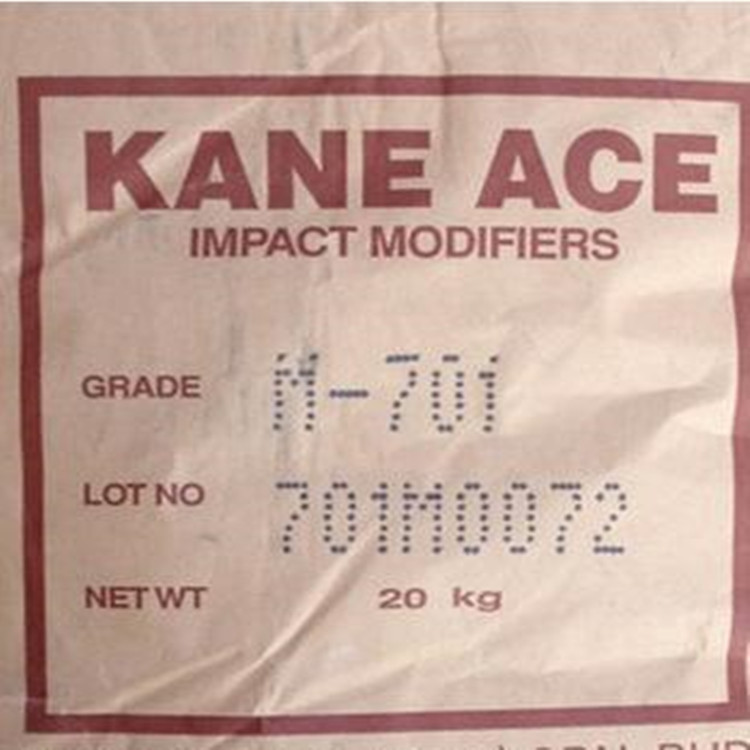 KANE ACE
IMPACT MODIFIERS
GRADE M-701
LOT NO 701M0072
NET WT 20 kg